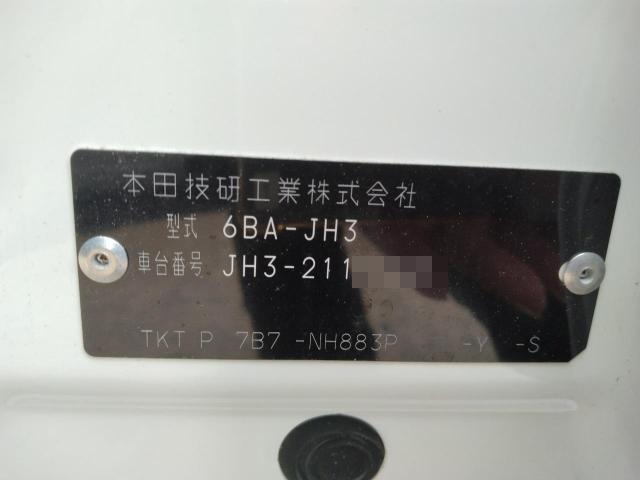 本田技研工業株式会社
型式 6BA-JH3
車台番号 JH3-211
TKT P 7B7 -NH883P -Y -S